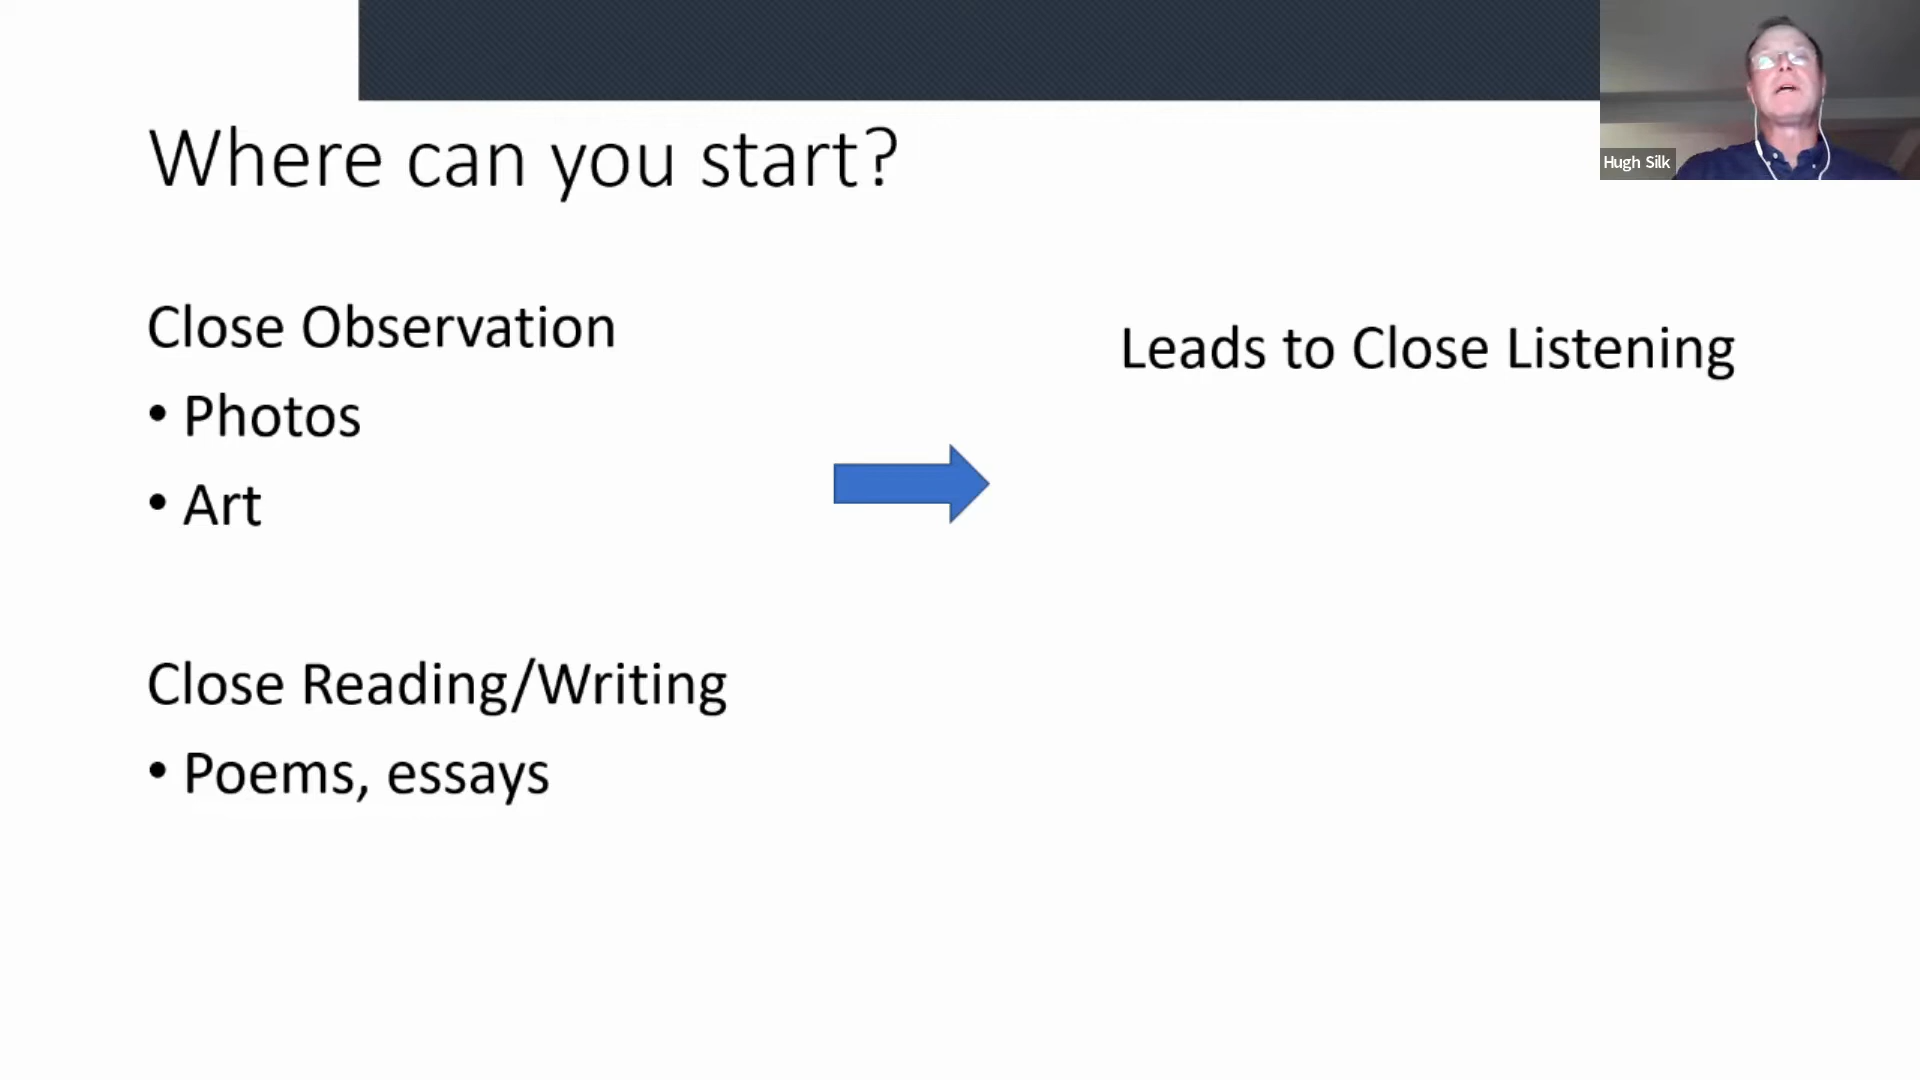 Where can you start?
Close Observation
• Photos
• Art
Close Reading/Writing
• Poems, essays
Leads to Close Listening
Hugh Silk